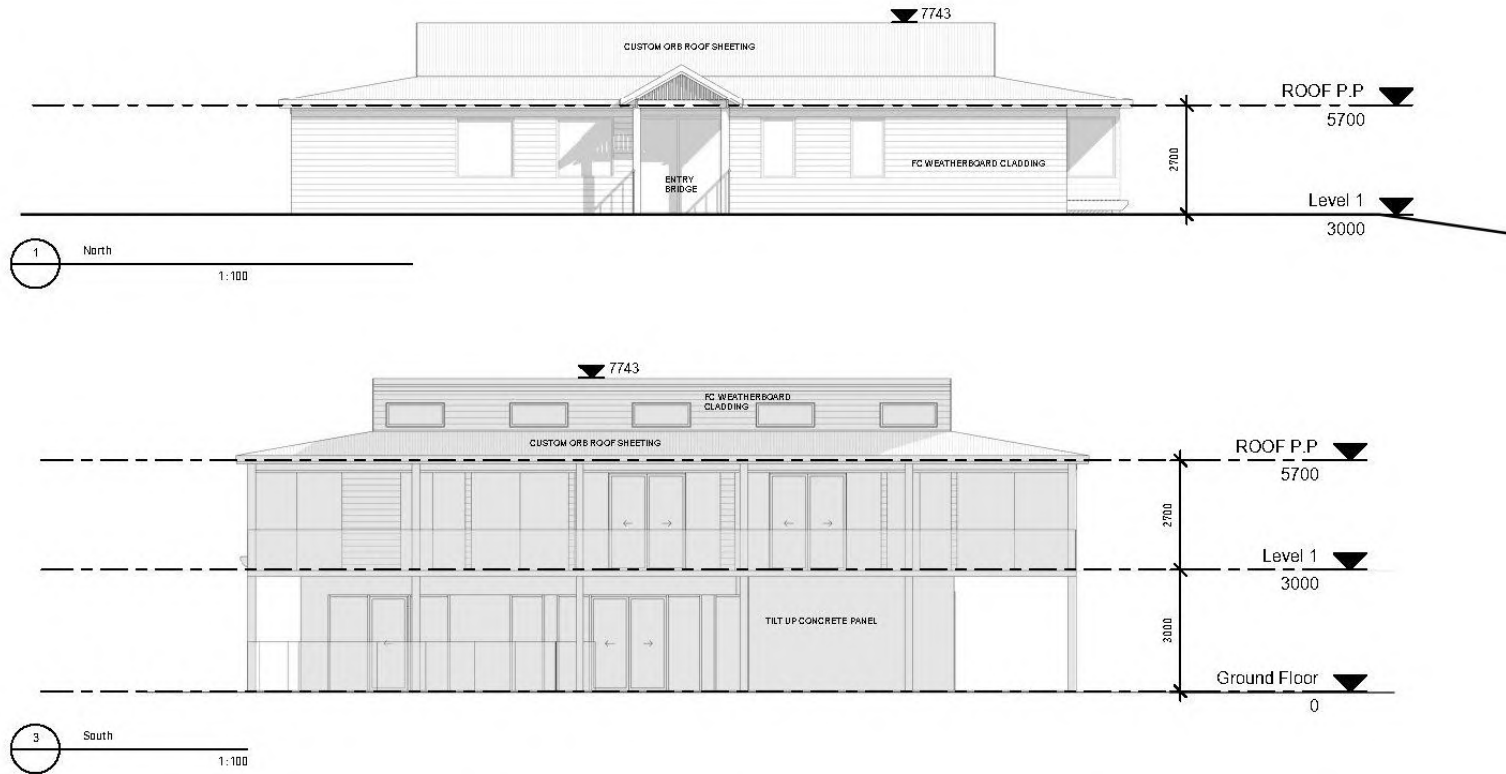 7743
CUSTOM ORB ROOF SHEETING
ROOF P.P
5700
2700
FC WEATHERBOARD CLADDING
ENTRY
BRIDGE
Level 1
3000
1
North
1:100
7743
FC WEATHERBOARD
CLADDING
CUSTOM ORB ROOF SHEETING
ROOF P.P
5700
2700
Level 1
3000
3000
TILT UP CONCRETE PANEL
Ground Floor
0
3
South
1:100